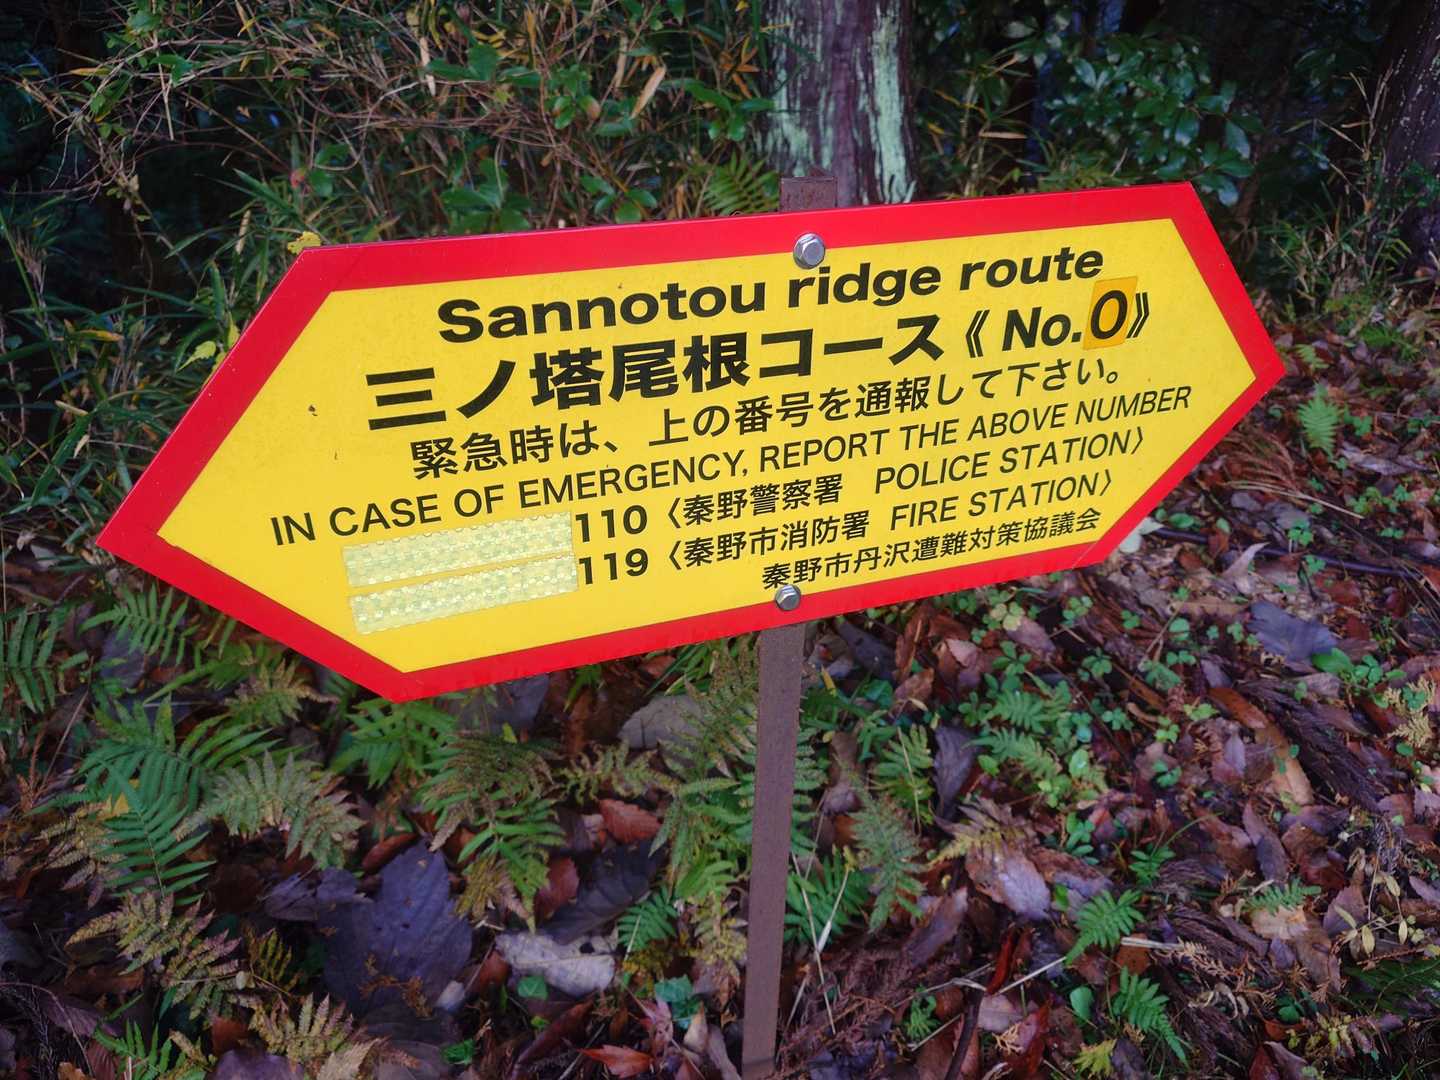 Sannotou ridge route
三ノ塔尾根コース《No.0》
緊急時は、上の番号を通報して下さい。
IN CASE OF EMERGENCY, REPORT THE ABOVE NUMBER
110〈秦野警察署 POLICE STATION〉
119〈秦野市消防署 FIRE STATION〉
秦野市丹沢遭難対策協議会